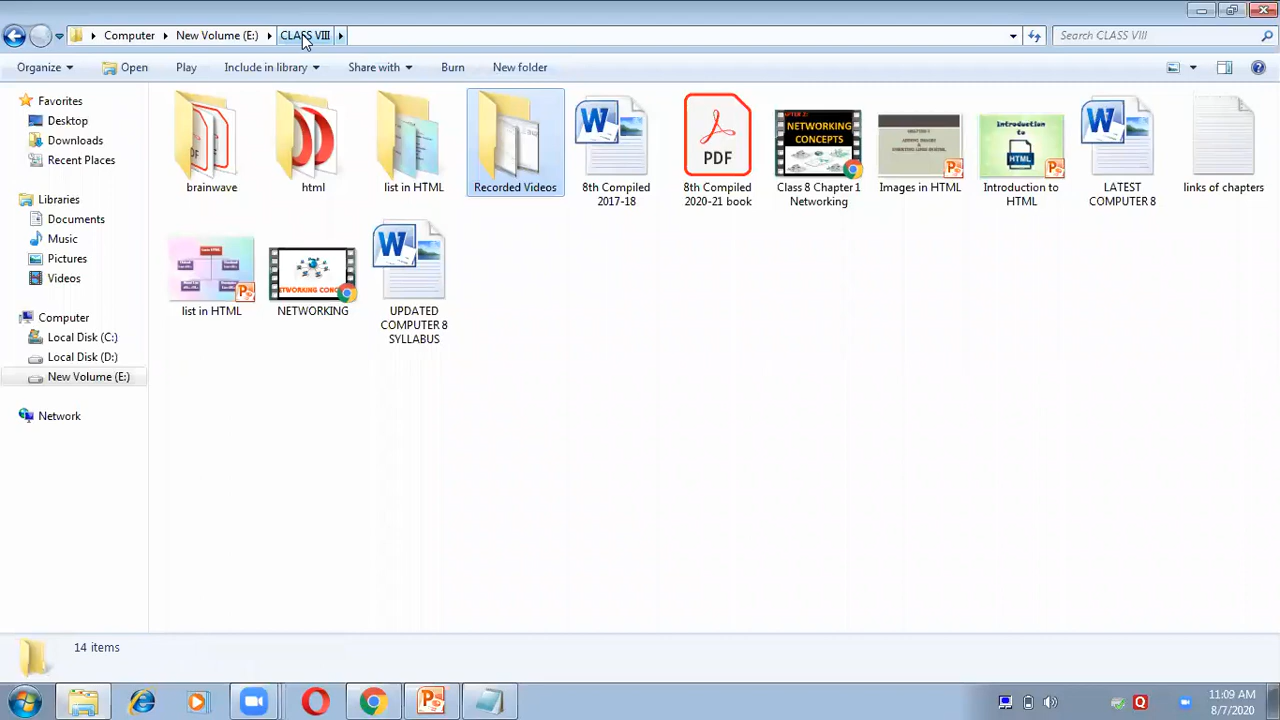 Computer New Volume (E:) CLASS VIII Search CLASS VIII
Organize Open Play Include in library Share with Burn New folder
Favorites
Desktop
Downloads
Recent Places
Libraries
Documents
Music
Pictures
Videos
Computer
Local Disk (C:)
Local Disk (D:)
New Volume (E:)
Network
brainwave
html
list in HTML
Recorded Videos
W
8th Compiled
2017-18
PDF
8th Compiled
2020-21 book
NETWORKING
CONCEPTS
Class 8 Chapter 1
Networking
Images in HTML
Introduction
to
HTML
Introduction to
HTML
W
LATEST
COMPUTER 8
links of chapters
list in HTML
NETWORKING
W
UPDATED
COMPUTER 8
SYLLABUS
14 items
11:09 AM
8/7/2020